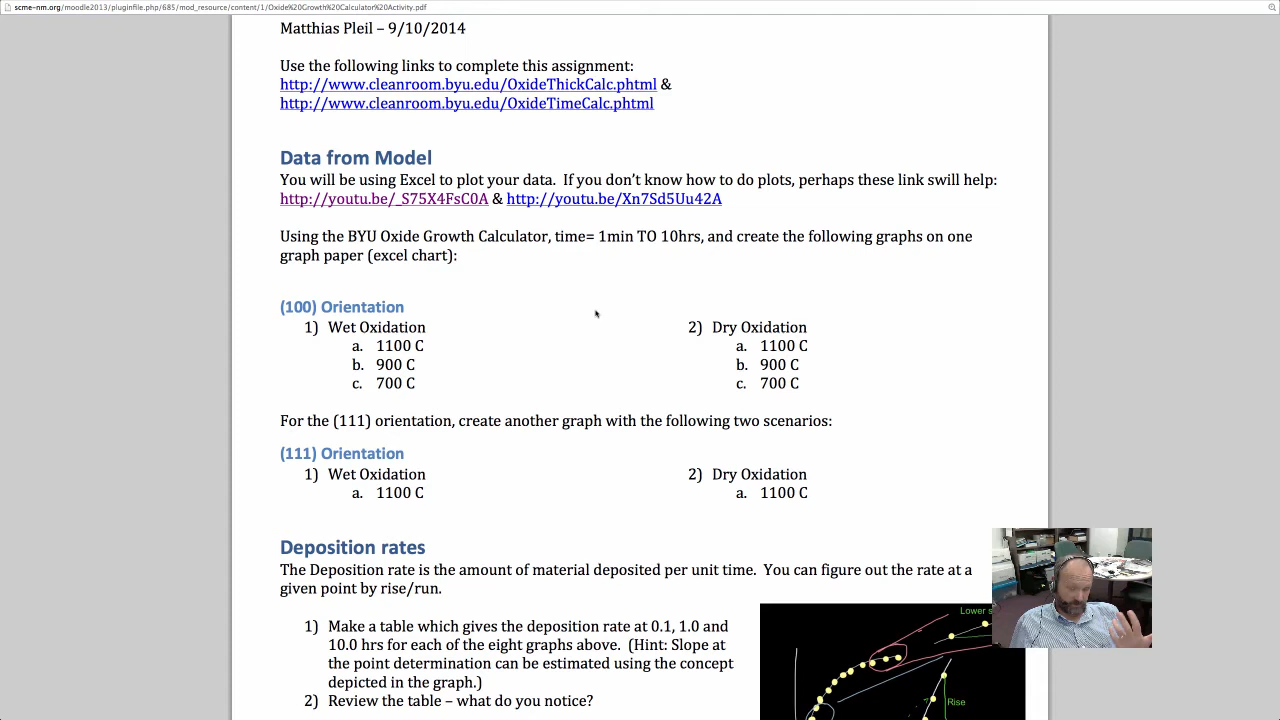 scme-nm.org/moodle2013/pluginfile.php/685/mod_resource/content/1/Oxide%20Growth%20Calculator%20Activity.pdf
Matthias Pleil – 9/10/2014
Use the following links to complete this assignment:
http://www.cleanroom.byu.edu/OxideThickCalc.phtml &
http://www.cleanroom.byu.edu/OxideTimeCalc.phtml
Data from Model
You will be using Excel to plot your data.  If you don't know how to do plots, perhaps these link swill help:
http://youtu.be/_S75X4FsC0A & http://youtu.be/Xn7Sd5Uu42A
Using the BYU Oxide Growth Calculator, time= 1min TO 10hrs, and create the following graphs on one
graph paper (excel chart):
(100) Orientation
1) Wet Oxidation
a. 1100 C
b. 900 C
c. 700 C
2) Dry Oxidation
a. 1100 C
b. 900 C
c. 700 C
For the (111) orientation, create another graph with the following two scenarios:
(111) Orientation
1) Wet Oxidation
a. 1100 C
2) Dry Oxidation
a. 1100 C
Deposition rates
The Deposition rate is the amount of material deposited per unit time.  You can figure out the rate at a
given point by rise/run.
1) Make a table which gives the deposition rate at 0.1, 1.0 and
10.0 hrs for each of the eight graphs above.  (Hint: Slope at
the point determination can be estimated using the concept
depicted in the graph.)
2) Review the table – what do you notice?
Lower s
Rise